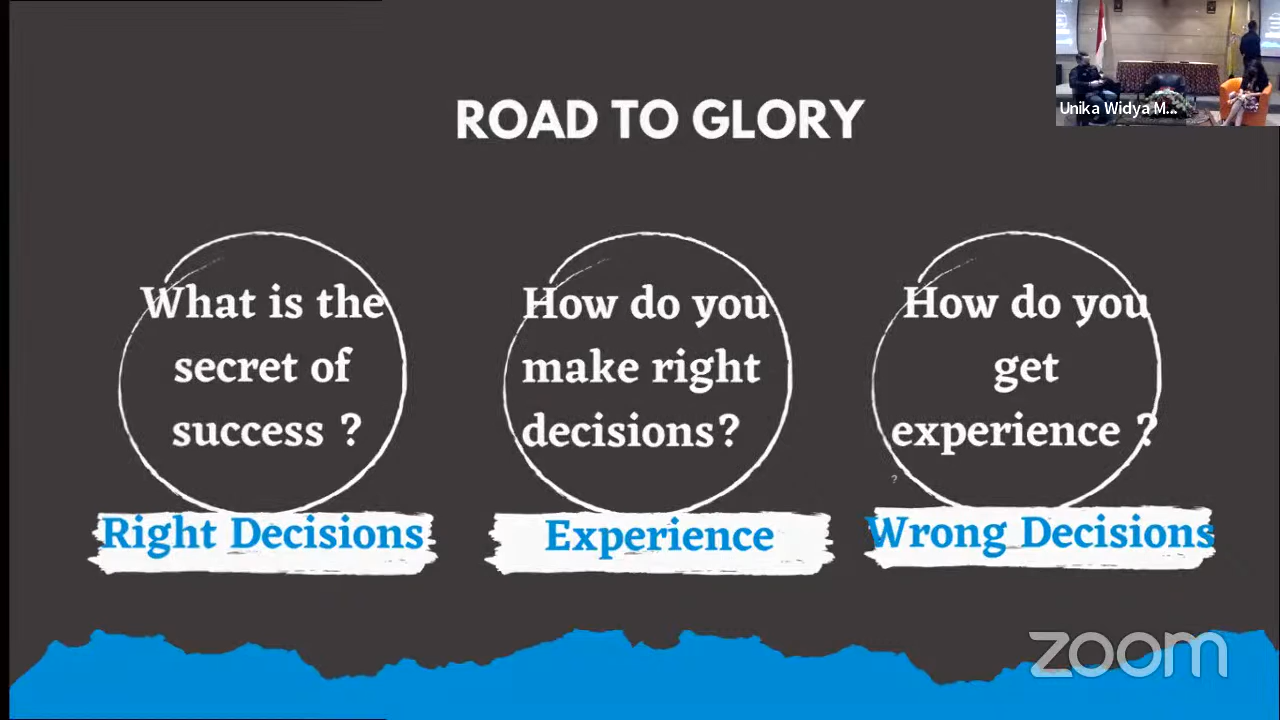 Unika Widya M...
ROAD TO GLORY
What is the
secret of
success ?
Right Decisions
How do you
make right
decisions?
Experience
How do you
get
experience ?
?
Wrong Decisions
zoom